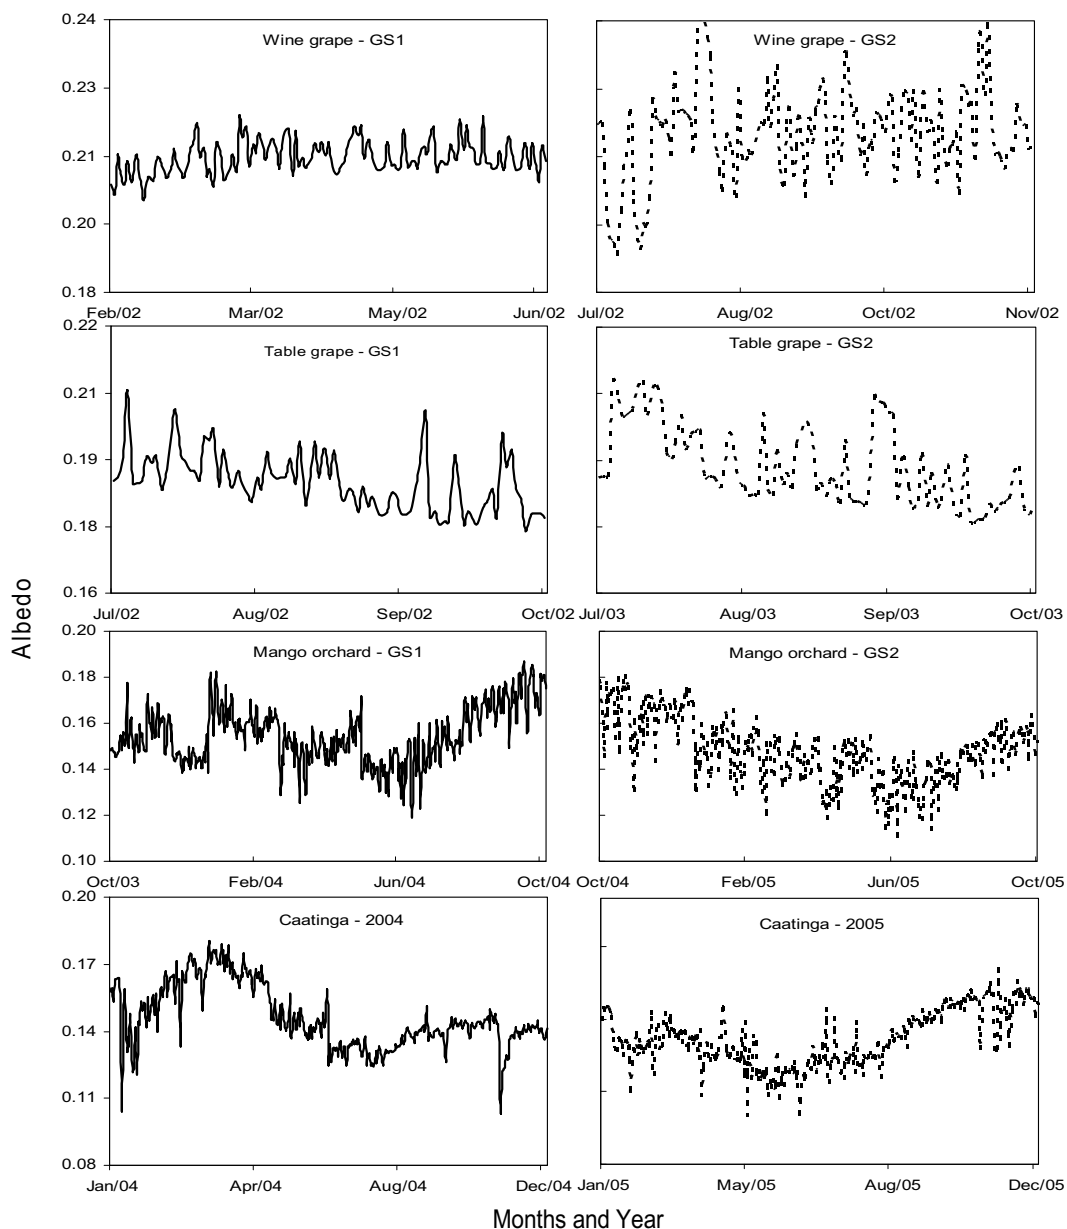 0.24
Wine grape - GS1
Wine grape - GS2
0.23
0.21
0.20
0.18
Feb/02 Mar/02 May/02 Jun/02 Jul/02 Aug/02 Oct/02 Nov/02
0.22
Table grape - GS1
Table grape - GS2
0.21
0.19
0.18
0.16
Jul/02 Aug/02 Sep/02 Oct/02 Jul/03 Aug/03 Sep/03 Oct/03
Albedo
0.20
Mango orchard - GS1
Mango orchard - GS2
0.18
0.16
0.14
0.12
0.10
Oct/03 Feb/04 Jun/04 Oct/04 Oct/04 Feb/05 Jun/05 Oct/05
0.20
Caatinga - 2004
Caatinga - 2005
0.17
0.14
0.11
0.08
Jan/04 Apr/04 Aug/04 Dec/04 Jan/05 May/05 Aug/05 Dec/05
Months and Year